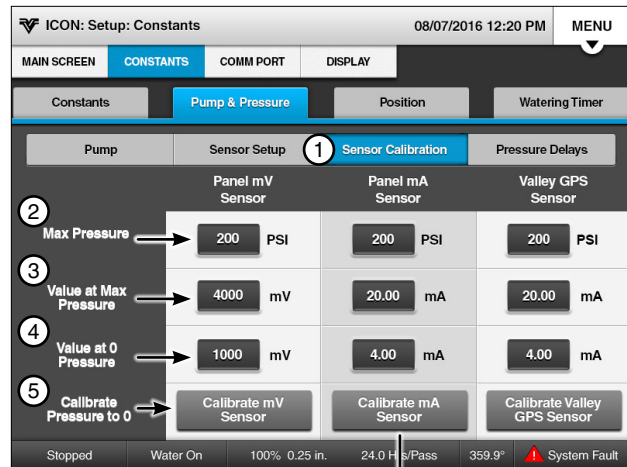 ICON: Setup: Constants 08/07/2016 12:20 PM MENU
MAIN SCREEN CONSTANTS COMM PORT DISPLAY
Constants Pump & Pressure Position Watering Timer
Pump Sensor Setup 1 Sensor Calibration Pressure Delays
Panel mV Sensor Panel mA Sensor Valley GPS Sensor
2 Max Pressure 200 PSI 200 PSI 200 PSI
3 Value at Max Pressure 4000 mV 20.00 mA 20.00 mA
4 Value at 0 Pressure 1000 mV 4.00 mA 4.00 mA
5 Calibrate Pressure to 0 Calibrate mV Sensor Calibrate mA Sensor Calibrate Valley GPS Sensor
Stopped Water On 100% 0.25 in. 24.0 Hrs/Pass 359.9° System Fault